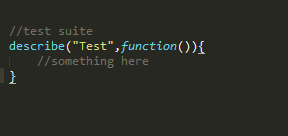 //test suite
describe("Test",function()){
    //something here
}